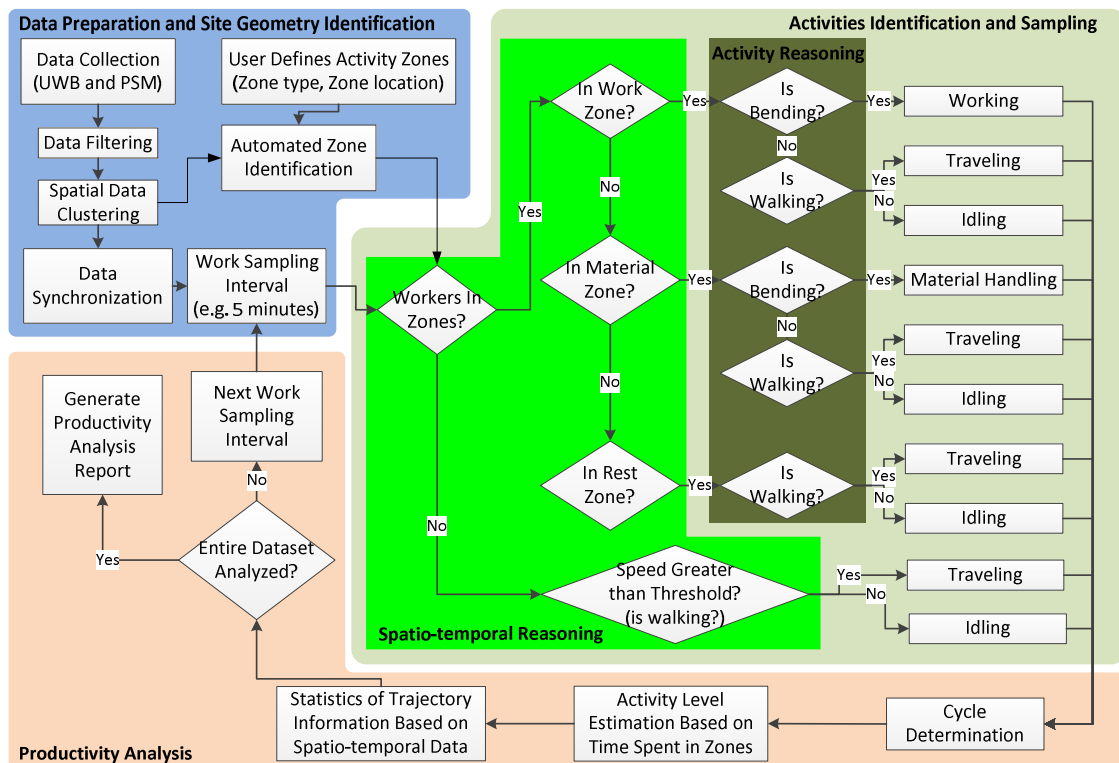 Data Preparation and Site Geometry Identification
Data Collection
(UWB and PSM)
User Defines Activity Zones
(Zone type, Zone location)
Data Filtering
Automated Zone
Identification
Spatial Data
Clustering
Data
Synchronization
Work Sampling
Interval
(e.g. 5 minutes)
Activities Identification and Sampling
Activity Reasoning
In Work
Zone?
Yes
Is
Bending?
Yes
Working
No
No
Is
Walking?
Yes
No
Traveling
Idling
Yes
Workers In
Zones?
In Material
Zone?
Yes
Is
Bending?
Yes
Material Handling
No
No
Is
Walking?
Yes
No
Traveling
Idling
In Rest
Zone?
Yes
Is
Walking?
Yes
No
Traveling
Idling
No
Speed Greater
than Threshold?
(is walking?)
Yes
No
Traveling
Idling
Spatio-temporal Reasoning
Generate
Productivity
Analysis
Report
Next Work
Sampling
Interval
No
Yes
Entire Dataset
Analyzed?
Statistics of Trajectory
Information Based on
Spatio-temporal Data
Activity Level
Estimation Based on
Time Spent in Zones
Cycle
Determination
Productivity Analysis